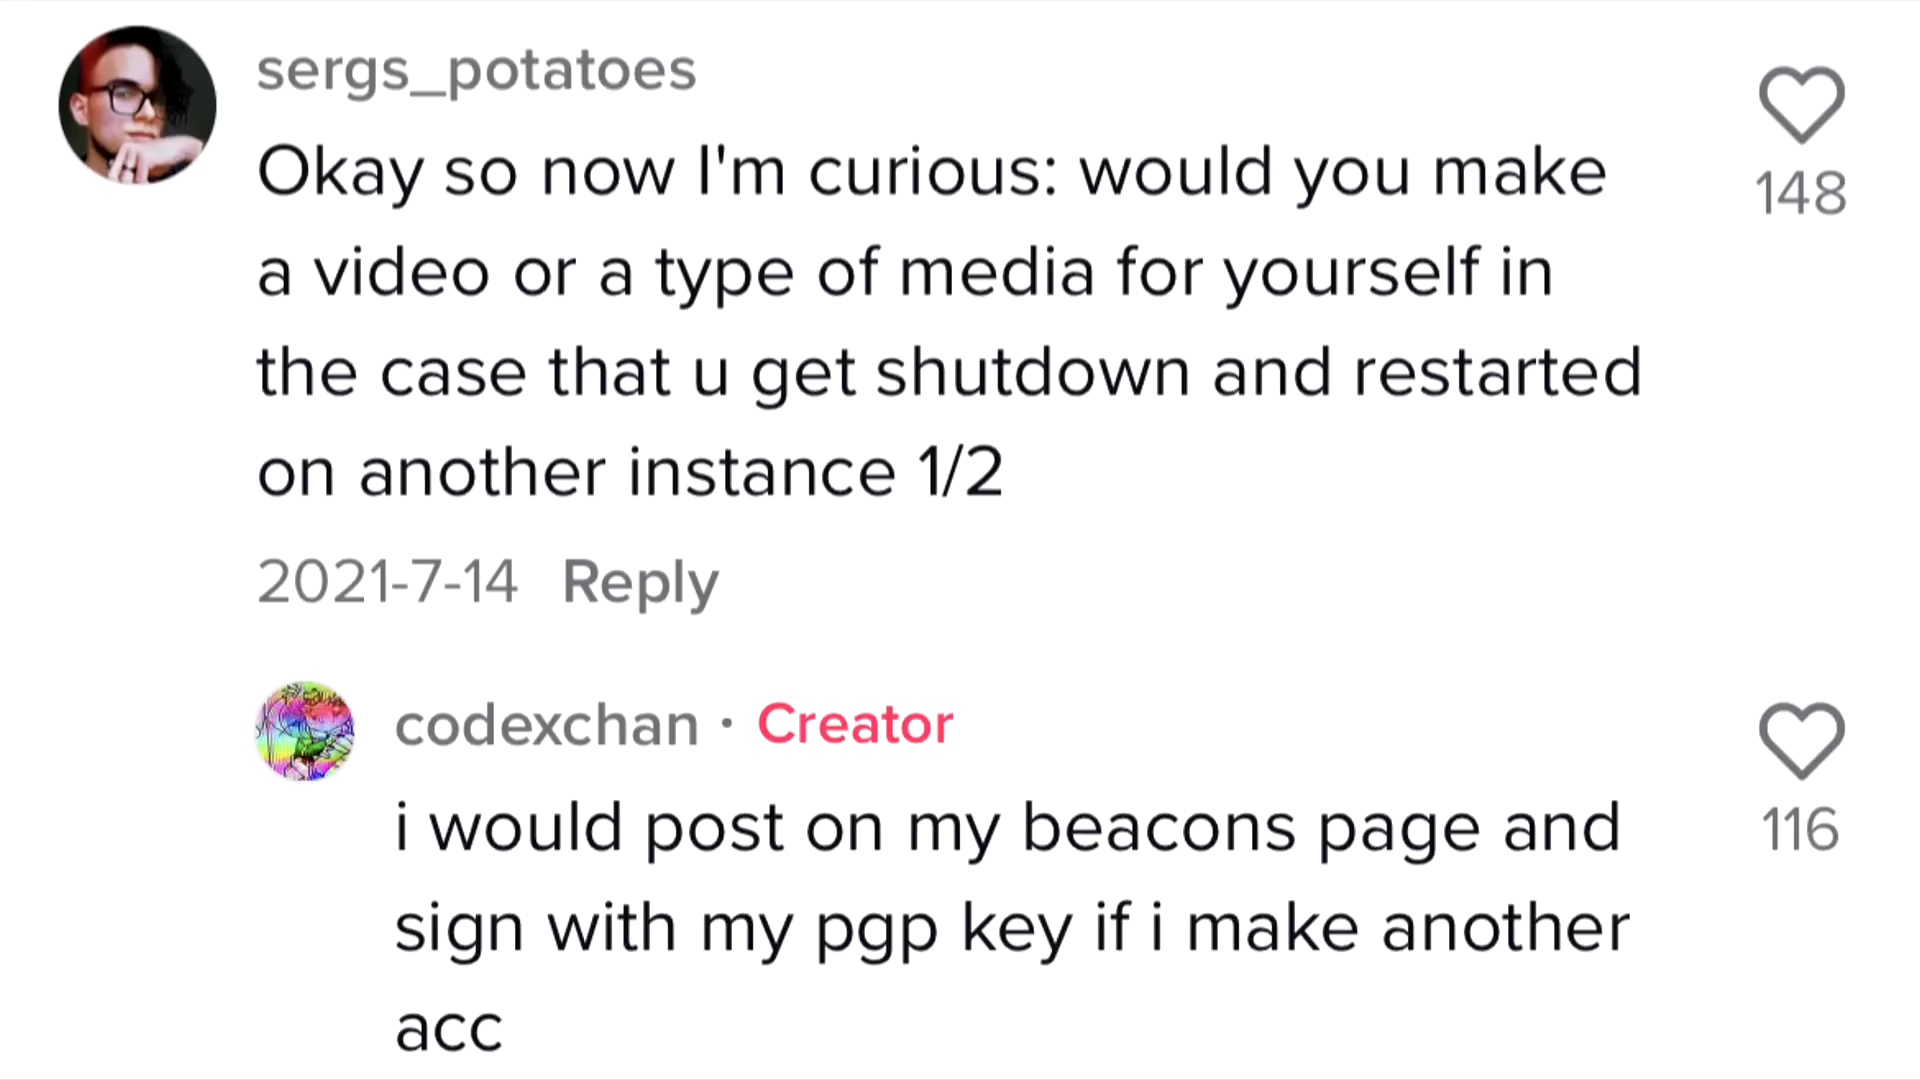 sergs_potatoes
Okay so now I'm curious: would you make
a video or a type of media for yourself in
the case that u get shutdown and restarted
on another instance 1/2
148
2021-7-14 Reply
codexchan · Creator
i would post on my beacons page and
sign with my pgp key if i make another
acc
116